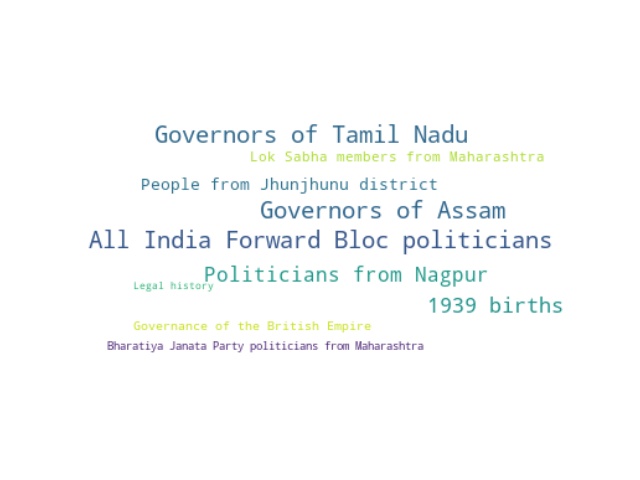 Governors of Tamil Nadu
Lok Sabha members from Maharashtra
People from Jhunjhunu district
Governors of Assam
All India Forward Bloc politicians
Politicians from Nagpur
Legal history
1939 births
Governance of the British Empire
Bharatiya Janata Party politicians from Maharashtra